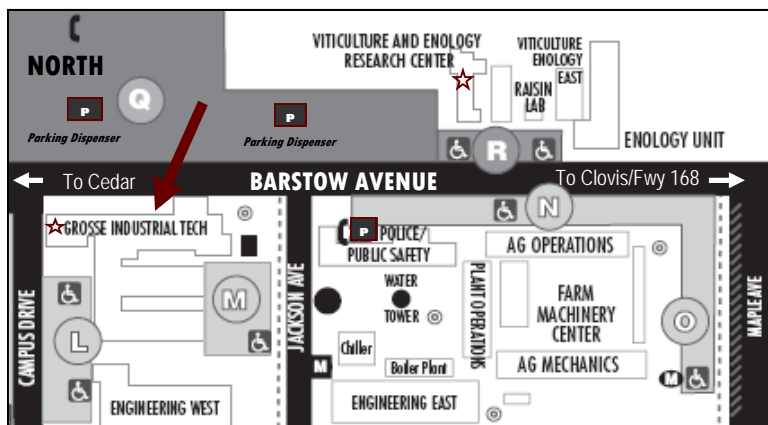 VITICULTURE AND ENOLOGY
RESEARCH CENTER
VITICULTURE
ENOLOGY
EAST
RAISIN
LAB
NORTH
P
Q
P
Parking Dispenser
Parking Dispenser
R
ENOLOGY UNIT
To Cedar
BARSTOW AVENUE
To Clovis/Fwy 168
GROSSE INDUSTRIAL TECH
P
POLICE/
PUBLIC SAFETY
N
AG OPERATIONS
WATER
TOWER
PLANT OPERATIONS
FARM
MACHINERY
CENTER
M
L
O
CAMPUS DRIVE
JACKSON AVE
MAPLE AVE
Chiller
M
Boiler Plant
AG MECHANICS
M
ENGINEERING WEST
ENGINEERING EAST